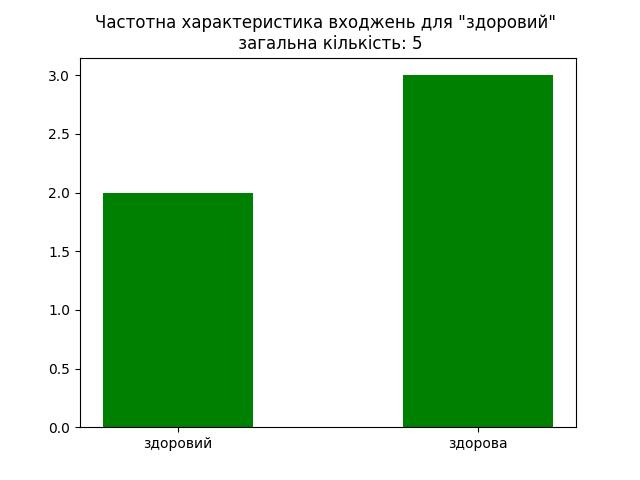 Частотна характеристика входжень для "здоровий"
загальна кількість: 5
3.0
2.5
2.0
1.5
1.0
0.5
0.0
здоровий здорова